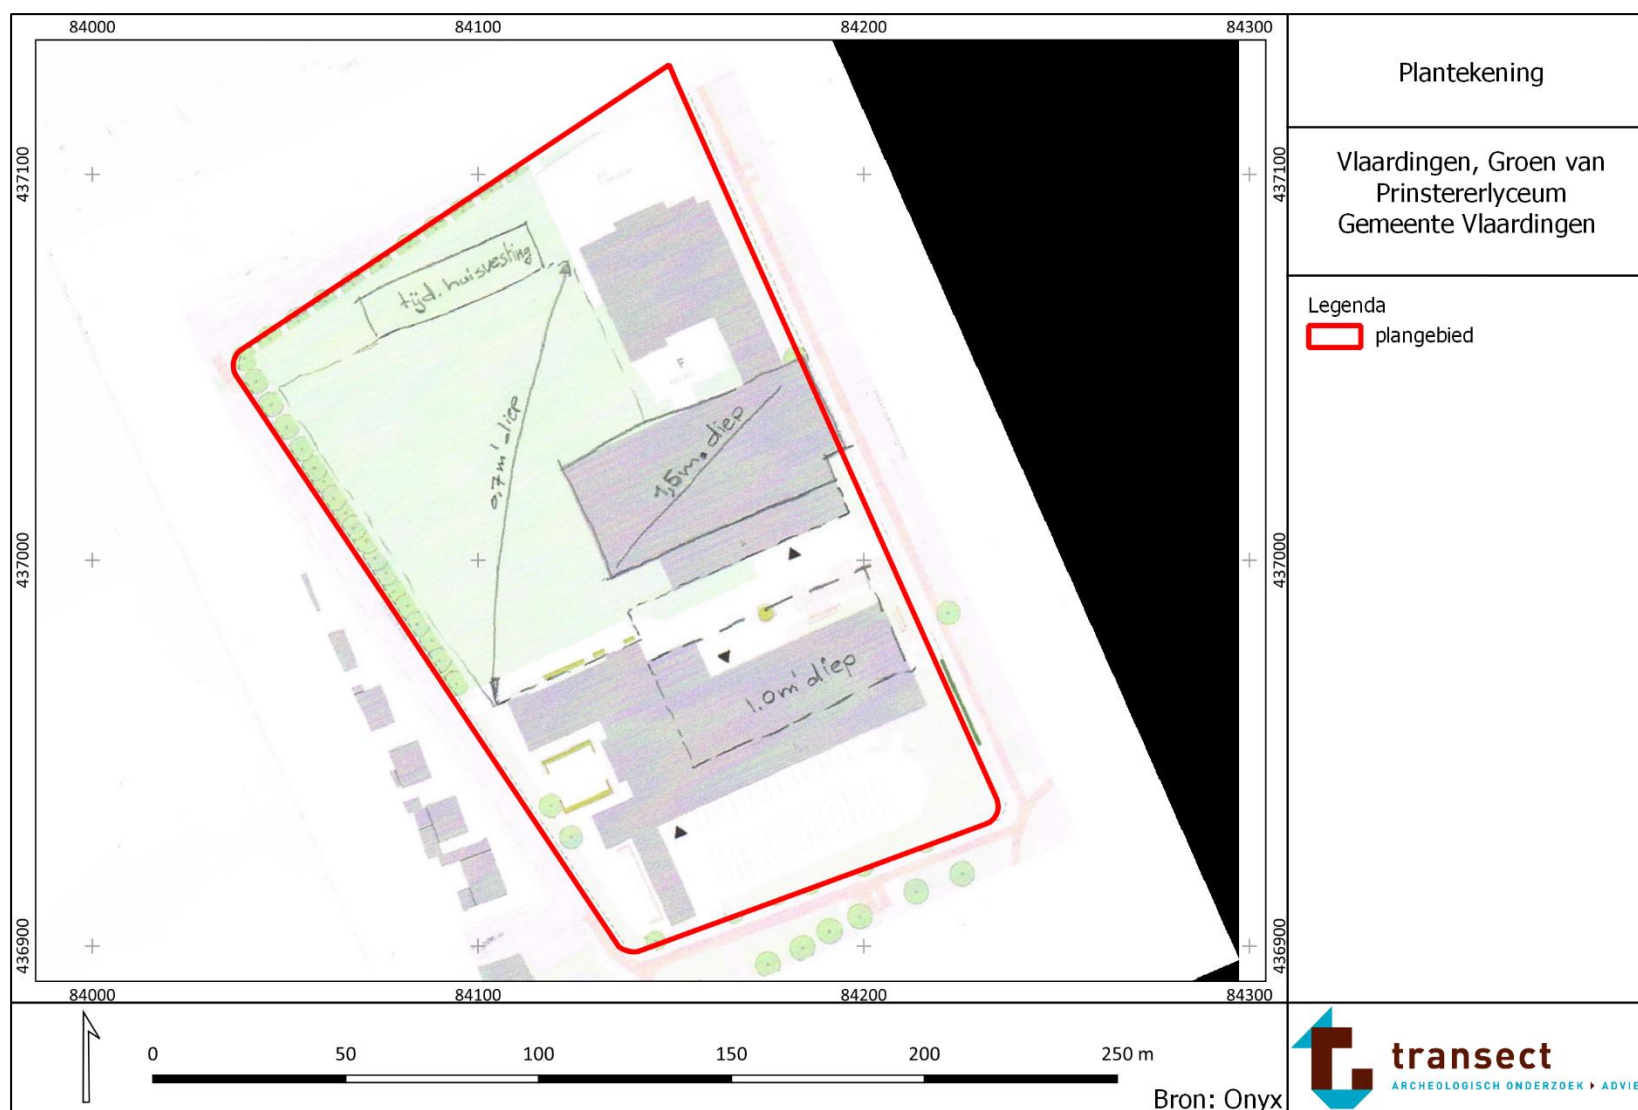 84000
84100
84200
84300
437100
437100
437000
437000
436900
436900
tijd. huisvesting
0,7 m' diep
F
1,5m. diep
1.0 m' diep
84000
84100
84200
84300
Plantekening
Vlaardingen, Groen van
Prinstererlyceum
Gemeente Vlaardingen
Legenda
plangebied
0
50
100
150
200
250 m
Bron: Onyx
transect
ARCHEOLOGISCH ONDERZOEK ADVIE